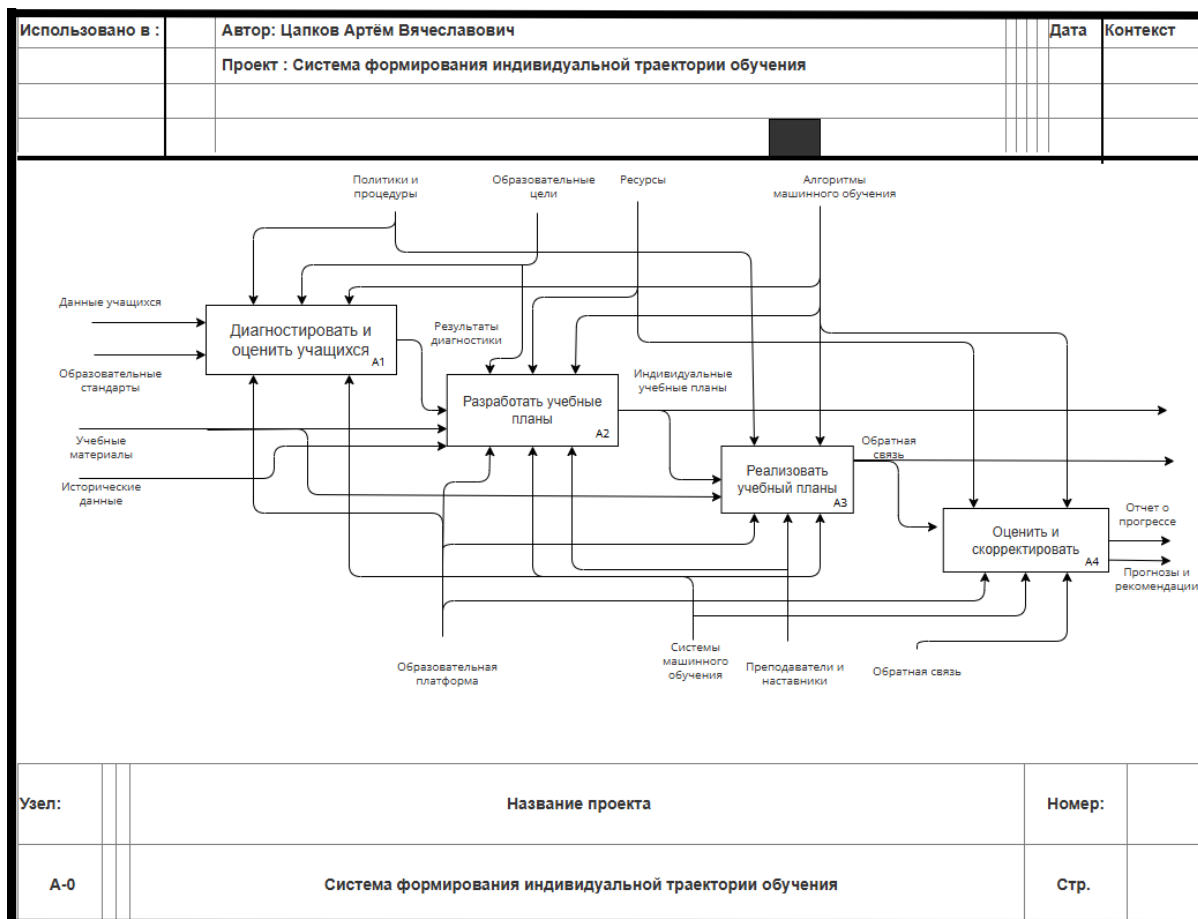 Использовано в :
Автор: Цапков Артём Вячеславович
Дата
Контекст
Проект : Система формирования индивидуальной траектории обучения
Политики и
процедуры
Образовательные
цели
Ресурсы
Алгоритмы
машинного обучения
Данные учащихся
Диагностировать и
оценить учащихся
A1
Образовательные
стандарты
Результаты
диагностики
Индивидуальные
учебные планы
Разработать учебные
планы
A2
Учебные
материалы
Исторические
данные
Обратная
связь
Реализовать
учебный планы
A3
Оценить и
скорректировать
A4
Отчет о
прогрессе
Прогнозы и
рекомендации
Образовательная
платформа
Системы
машинного
обучения
Преподаватели и
наставники
Обратная связь
Узел:
Название проекта
Номер:
А-0
Система формирования индивидуальной траектории обучения
Стр.